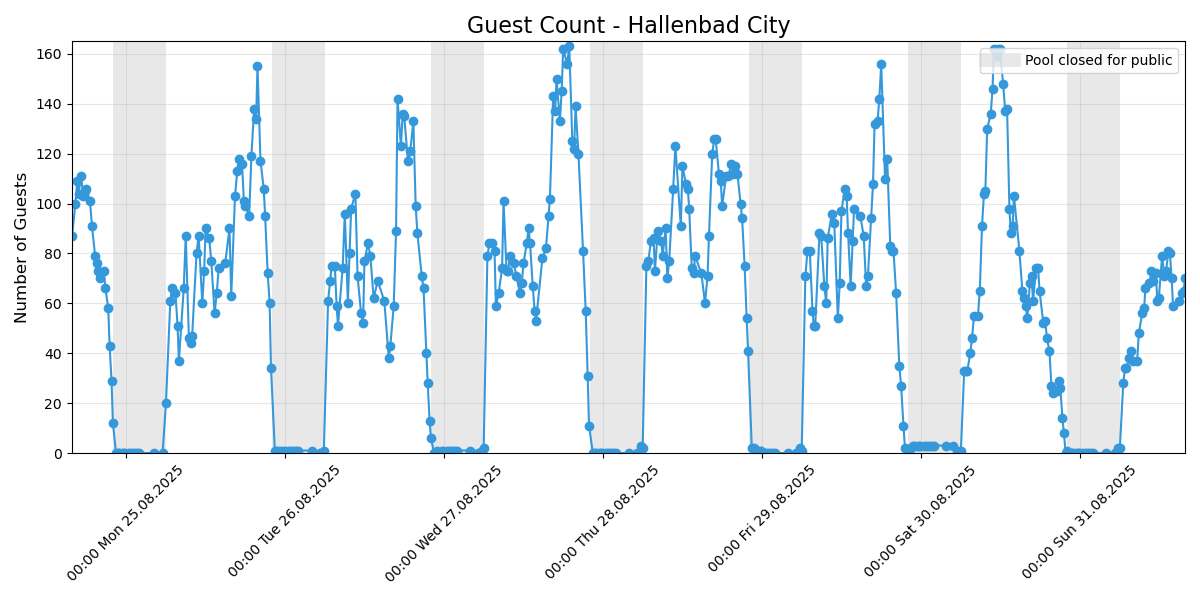 Guest Count - Hallenbad City
Pool closed for public
Number of Guests
160
140
120
100
80
60
40
20
0
00:00 Mon 25.08.2025
00:00 Tue 26.08.2025
00:00 Wed 27.08.2025
00:00 Thu 28.08.2025
00:00 Fri 29.08.2025
00:00 Sat 30.08.2025
00:00 Sun 31.08.2025